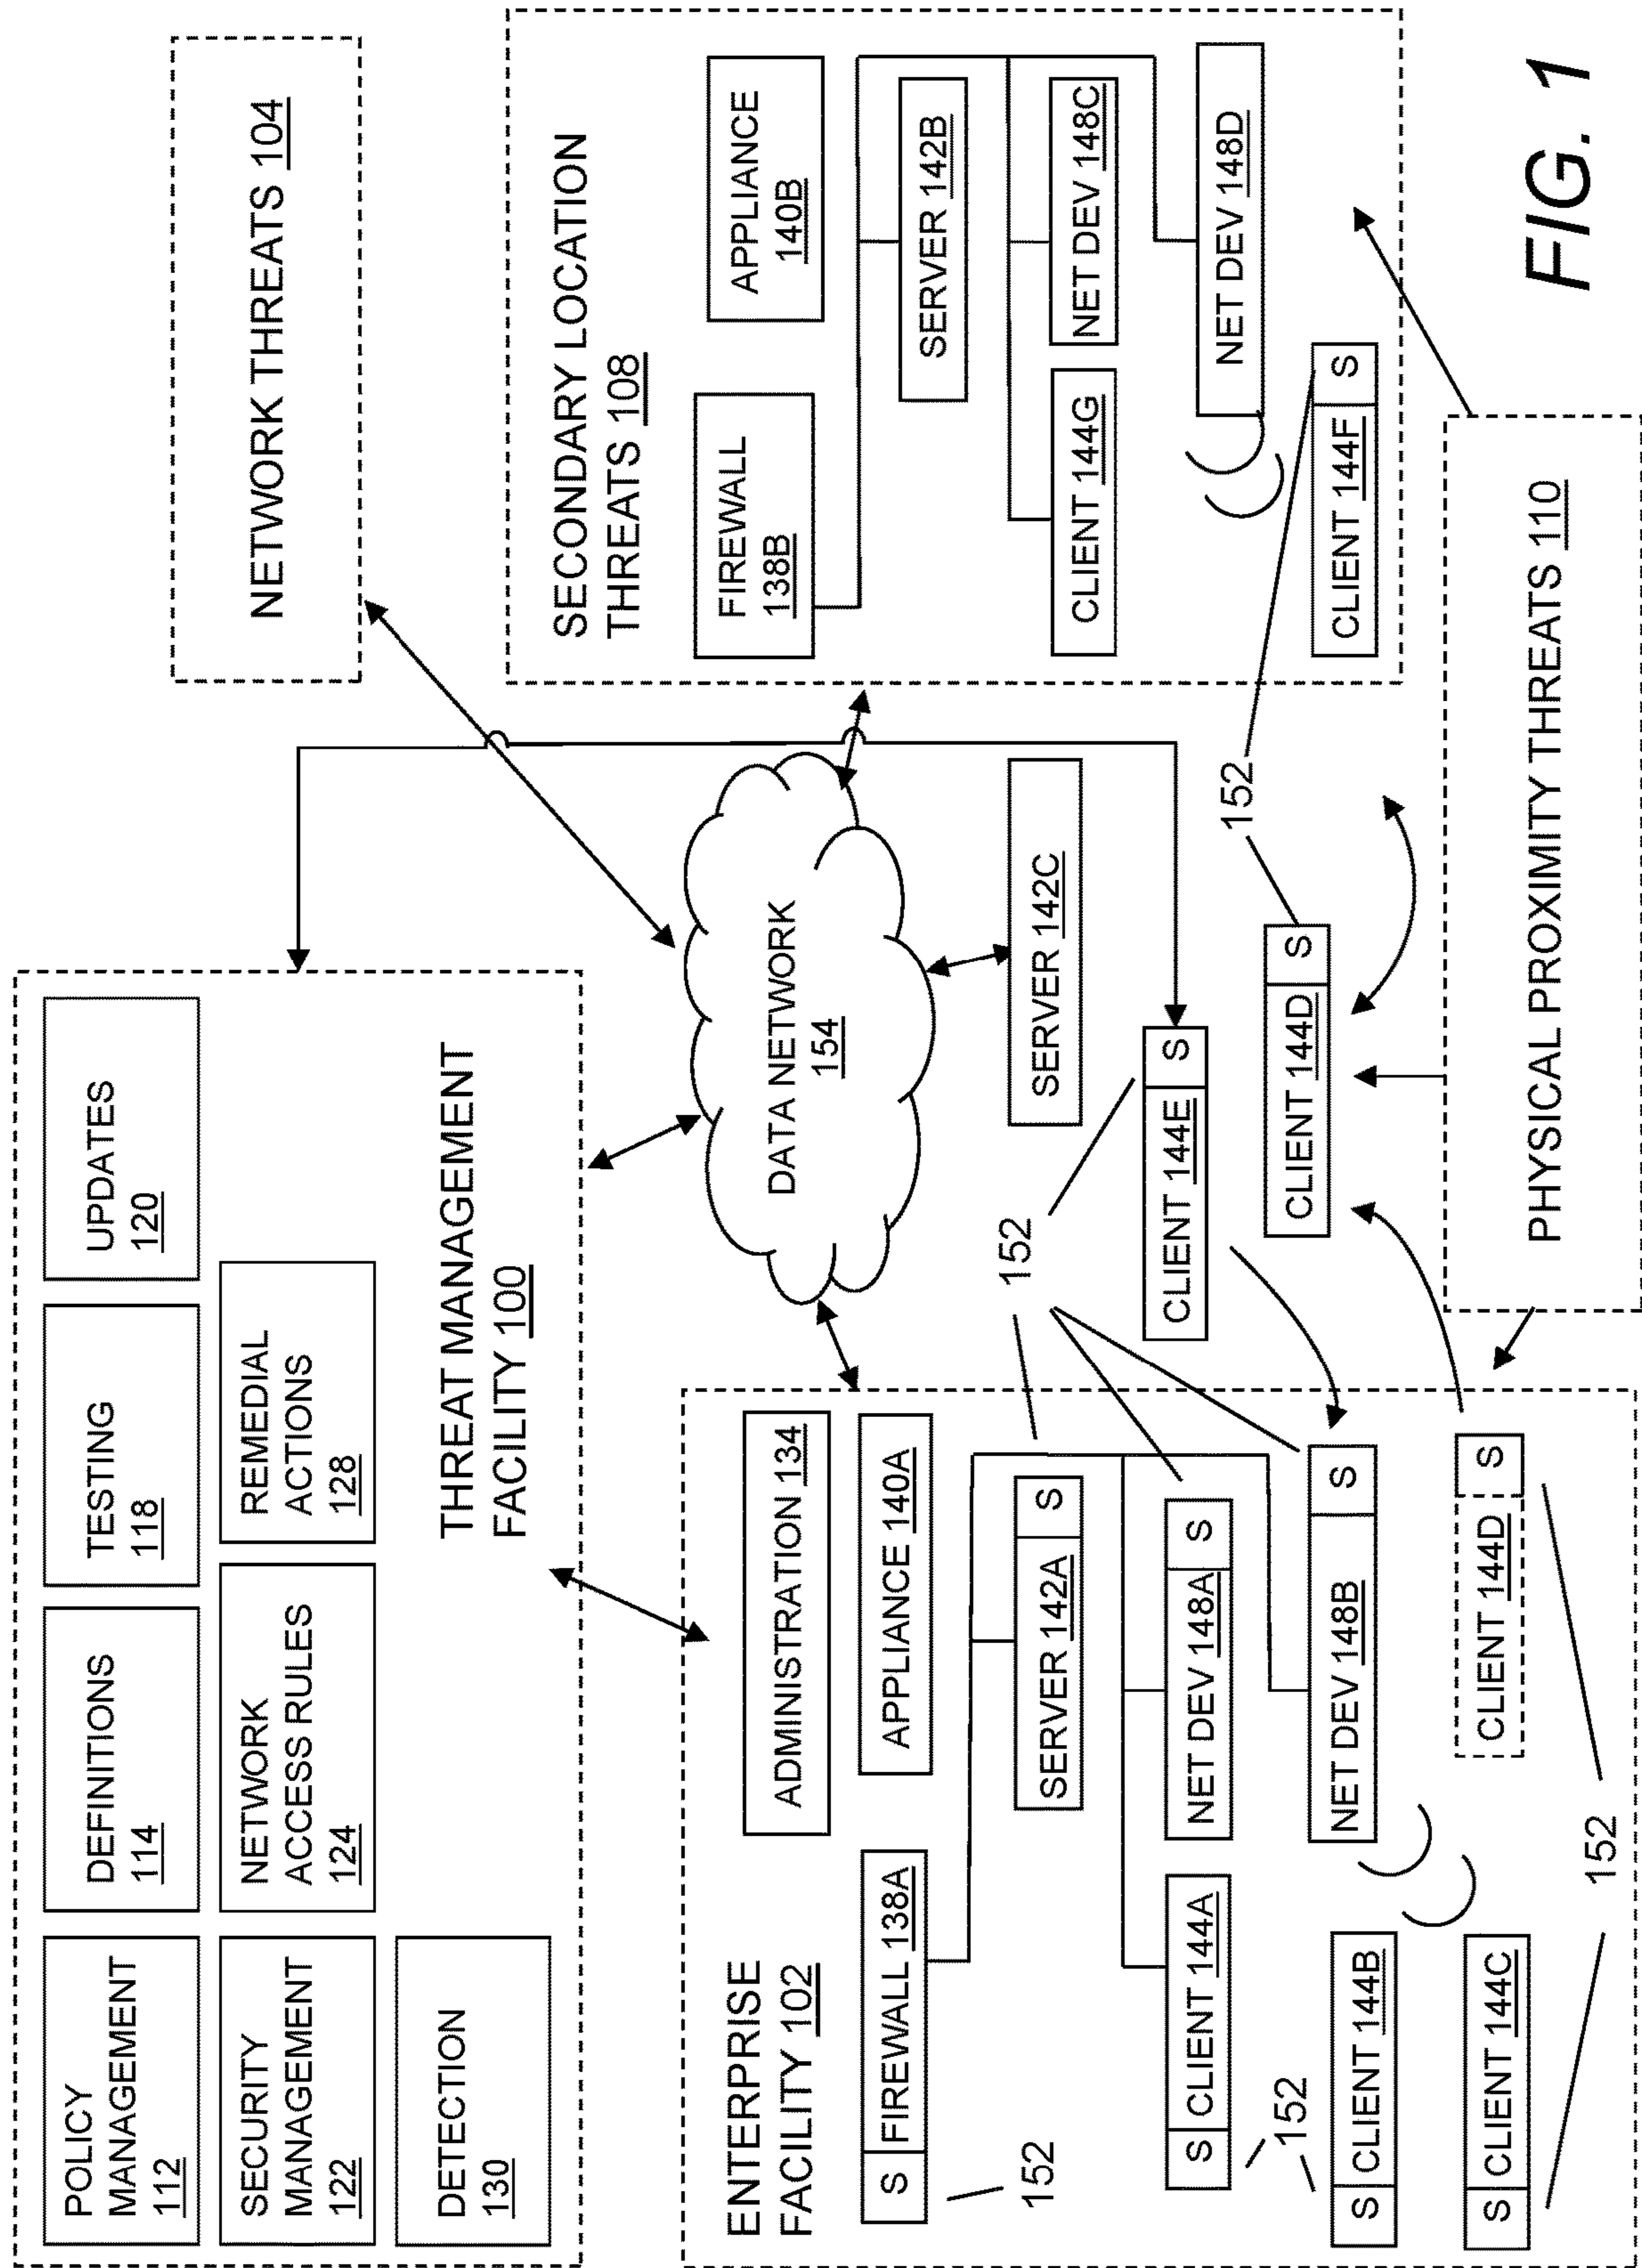 POLICY
MANAGEMENT
112
DEFINITIONS
114
TESTING
118
UPDATES
120
SECURITY
MANAGEMENT
122
NETWORK
ACCESS RULES
124
REMEDIAL
ACTIONS
128
DETECTION
130
THREAT MANAGEMENT
FACILITY 100
NETWORK THREATS 104
DATA NETWORK
154
ENTERPRISE
FACILITY 102
ADMINISTRATION 134
S FIREWALL 138A
APPLIANCE 140A
152
SERVER 142A S
152
S CLIENT 144A
NET DEV 148A S
152
S CLIENT 144B
NET DEV 148B S
S CLIENT 144C
CLIENT 144D S
152
SERVER 142C
CLIENT 144E S
152
CLIENT 144D S
SECONDARY LOCATION
THREATS 108
FIREWALL
138B
APPLIANCE
140B
SERVER 142B
CLIENT 144G
NET DEV 148C
NET DEV 148D
CLIENT 144F S
PHYSICAL PROXIMITY THREATS 110
FIG. 1